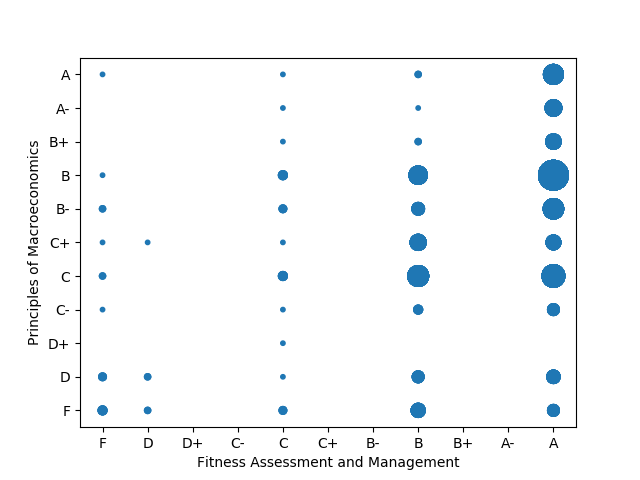 A
A-
B+
B
B-
C+
C
C-
D+
D
F
Principles of Macroeconomics
F D D+ C- C C+ B- B B+ A- A
Fitness Assessment and Management